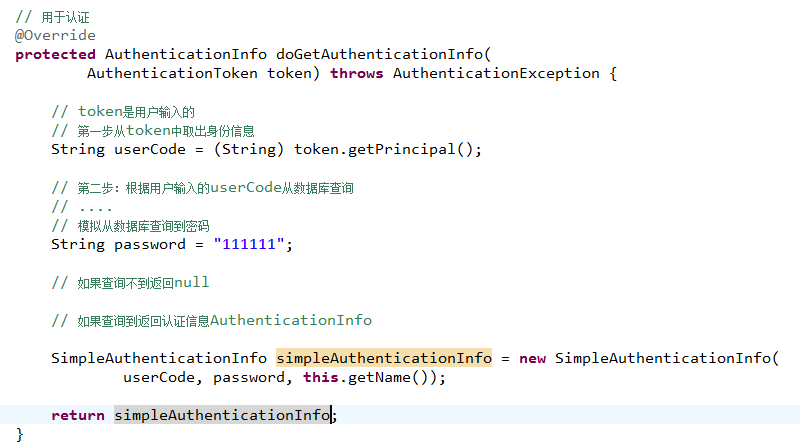 // 用于认证
@Override
protected AuthenticationInfo doGetAuthenticationInfo(
AuthenticationToken token) throws AuthenticationException {
// token是用户输入的
// 第一步从token中取出身份信息
String userCode = (String) token.getPrincipal();
// 第二步：根据用户输入的userCode从数据库查询
// ....
// 模拟从数据库查询到密码
String password = "111111";
// 如果查询不到返回null
// 如果查询到返回认证信息AuthenticationInfo
SimpleAuthenticationInfo simpleAuthenticationInfo = new SimpleAuthenticationInfo(
userCode, password, this.getName());
return simpleAuthenticationInfo;
}